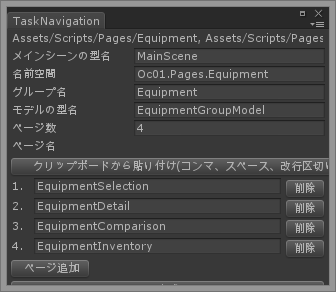 TaskNavigation
Assets/Scripts/Pages/Equipment, Assets/Scripts/Pages
メインシーンの型名 MainScene
名前空間 Oc01.Pages.Equipment
グループ名 Equipment
モデルの型名 EquipmentGroupModel
ページ数 4
ページ名
クリップボードから貼り付け(コンマ、スペース、改行区切り
1. EquipmentSelection 削除
2. EquipmentDetail 削除
3. EquipmentComparison 削除
4. EquipmentInventory 削除
ページ追加